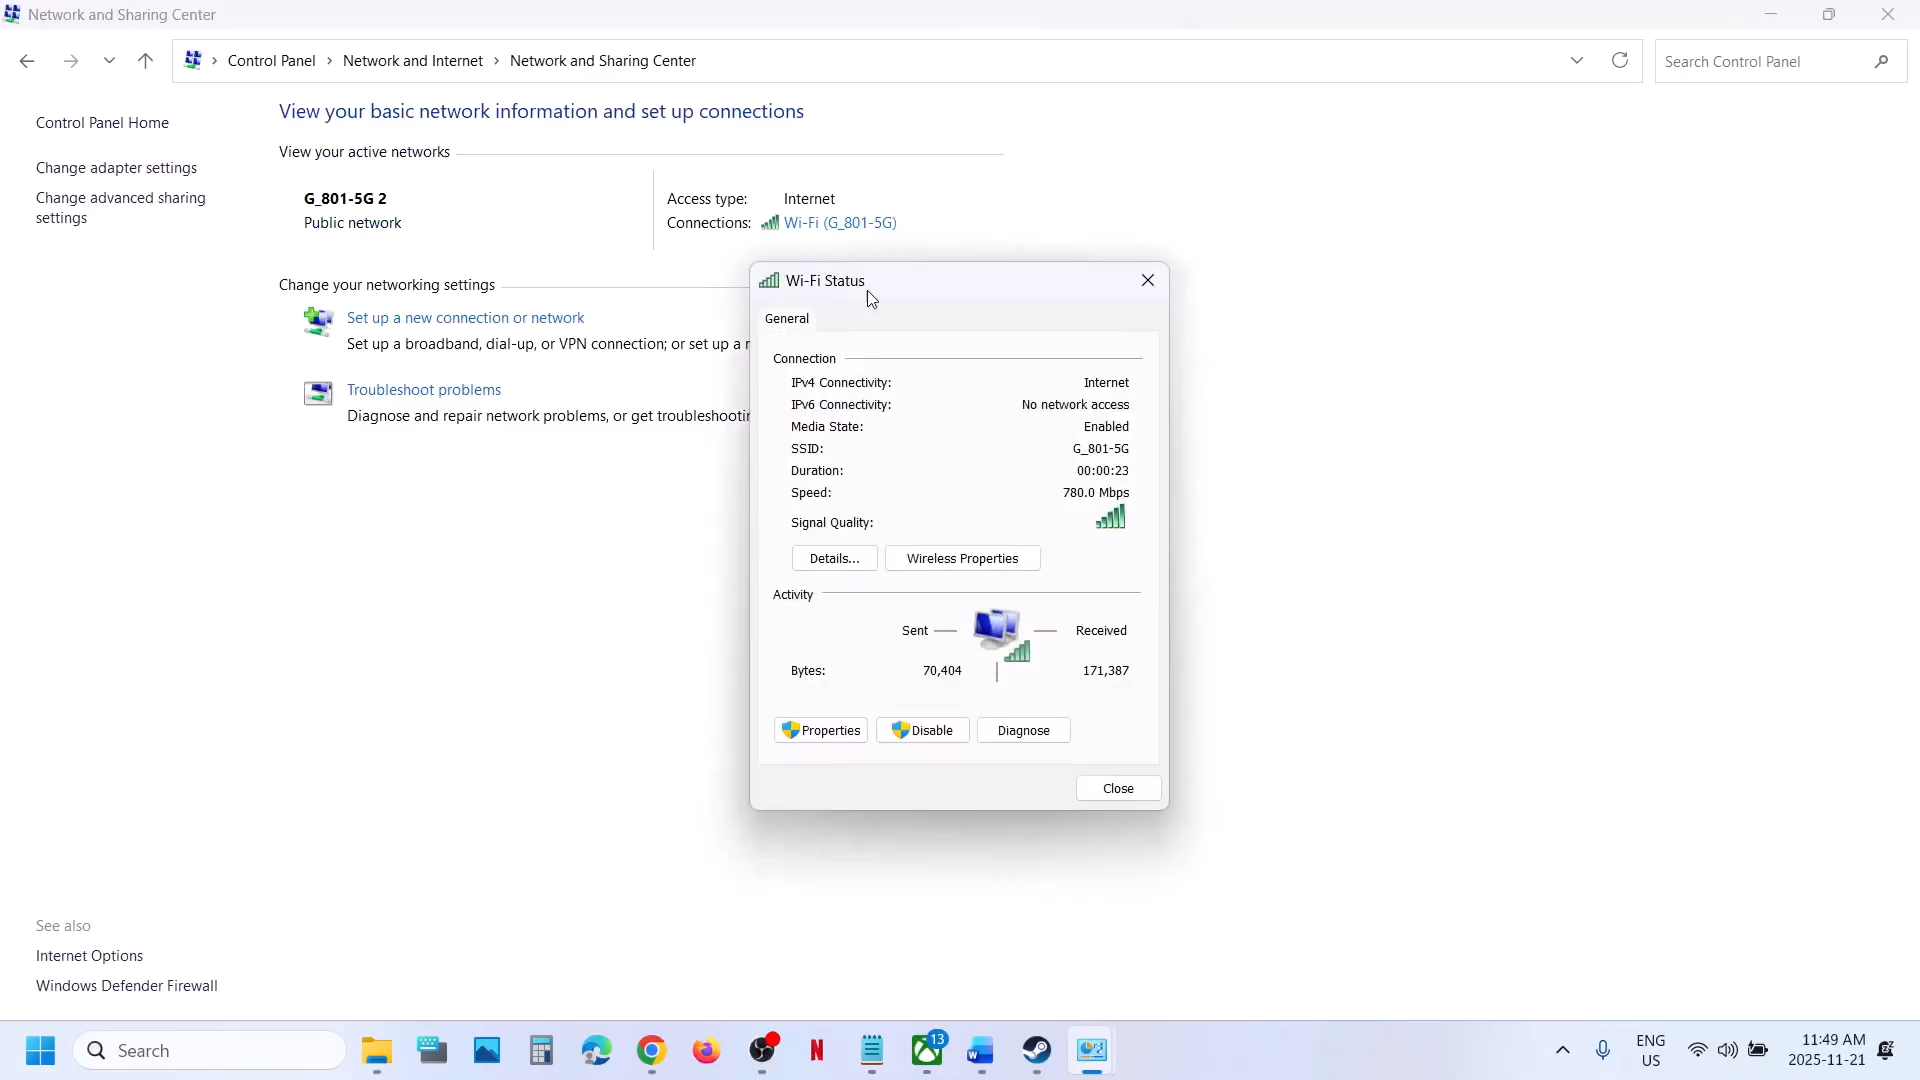 Network and Sharing Center
Control Panel > Network and Internet > Network and Sharing Center
Search Control Panel
Control Panel Home
Change adapter settings
Change advanced sharing
settings
View your basic network information and set up connections
View your active networks
G_801-5G 2
Public network
Access type: Internet
Connections: Wi-Fi (G_801-5G)
Change your networking settings
Set up a new connection or network
Set up a broadband, dial-up, or VPN connection; or set up a
Troubleshoot problems
Diagnose and repair network problems, or get
Wi-Fi Status
General
Connection
IPv4 Connectivity: Internet
IPv6 Connectivity: No network access
Media State: Enabled
SSID: G_801-5G
Duration: 00:00:23
Speed: 780.0 Mbps
Signal Quality:
Details... Wireless Properties
Activity
Sent Received
Bytes: 70,404 171,387
Properties Disable Diagnose
Close
See also
Internet Options
Windows Defender Firewall
Search
N
13
W
ENG
US
11:49 AM
2025-11-21